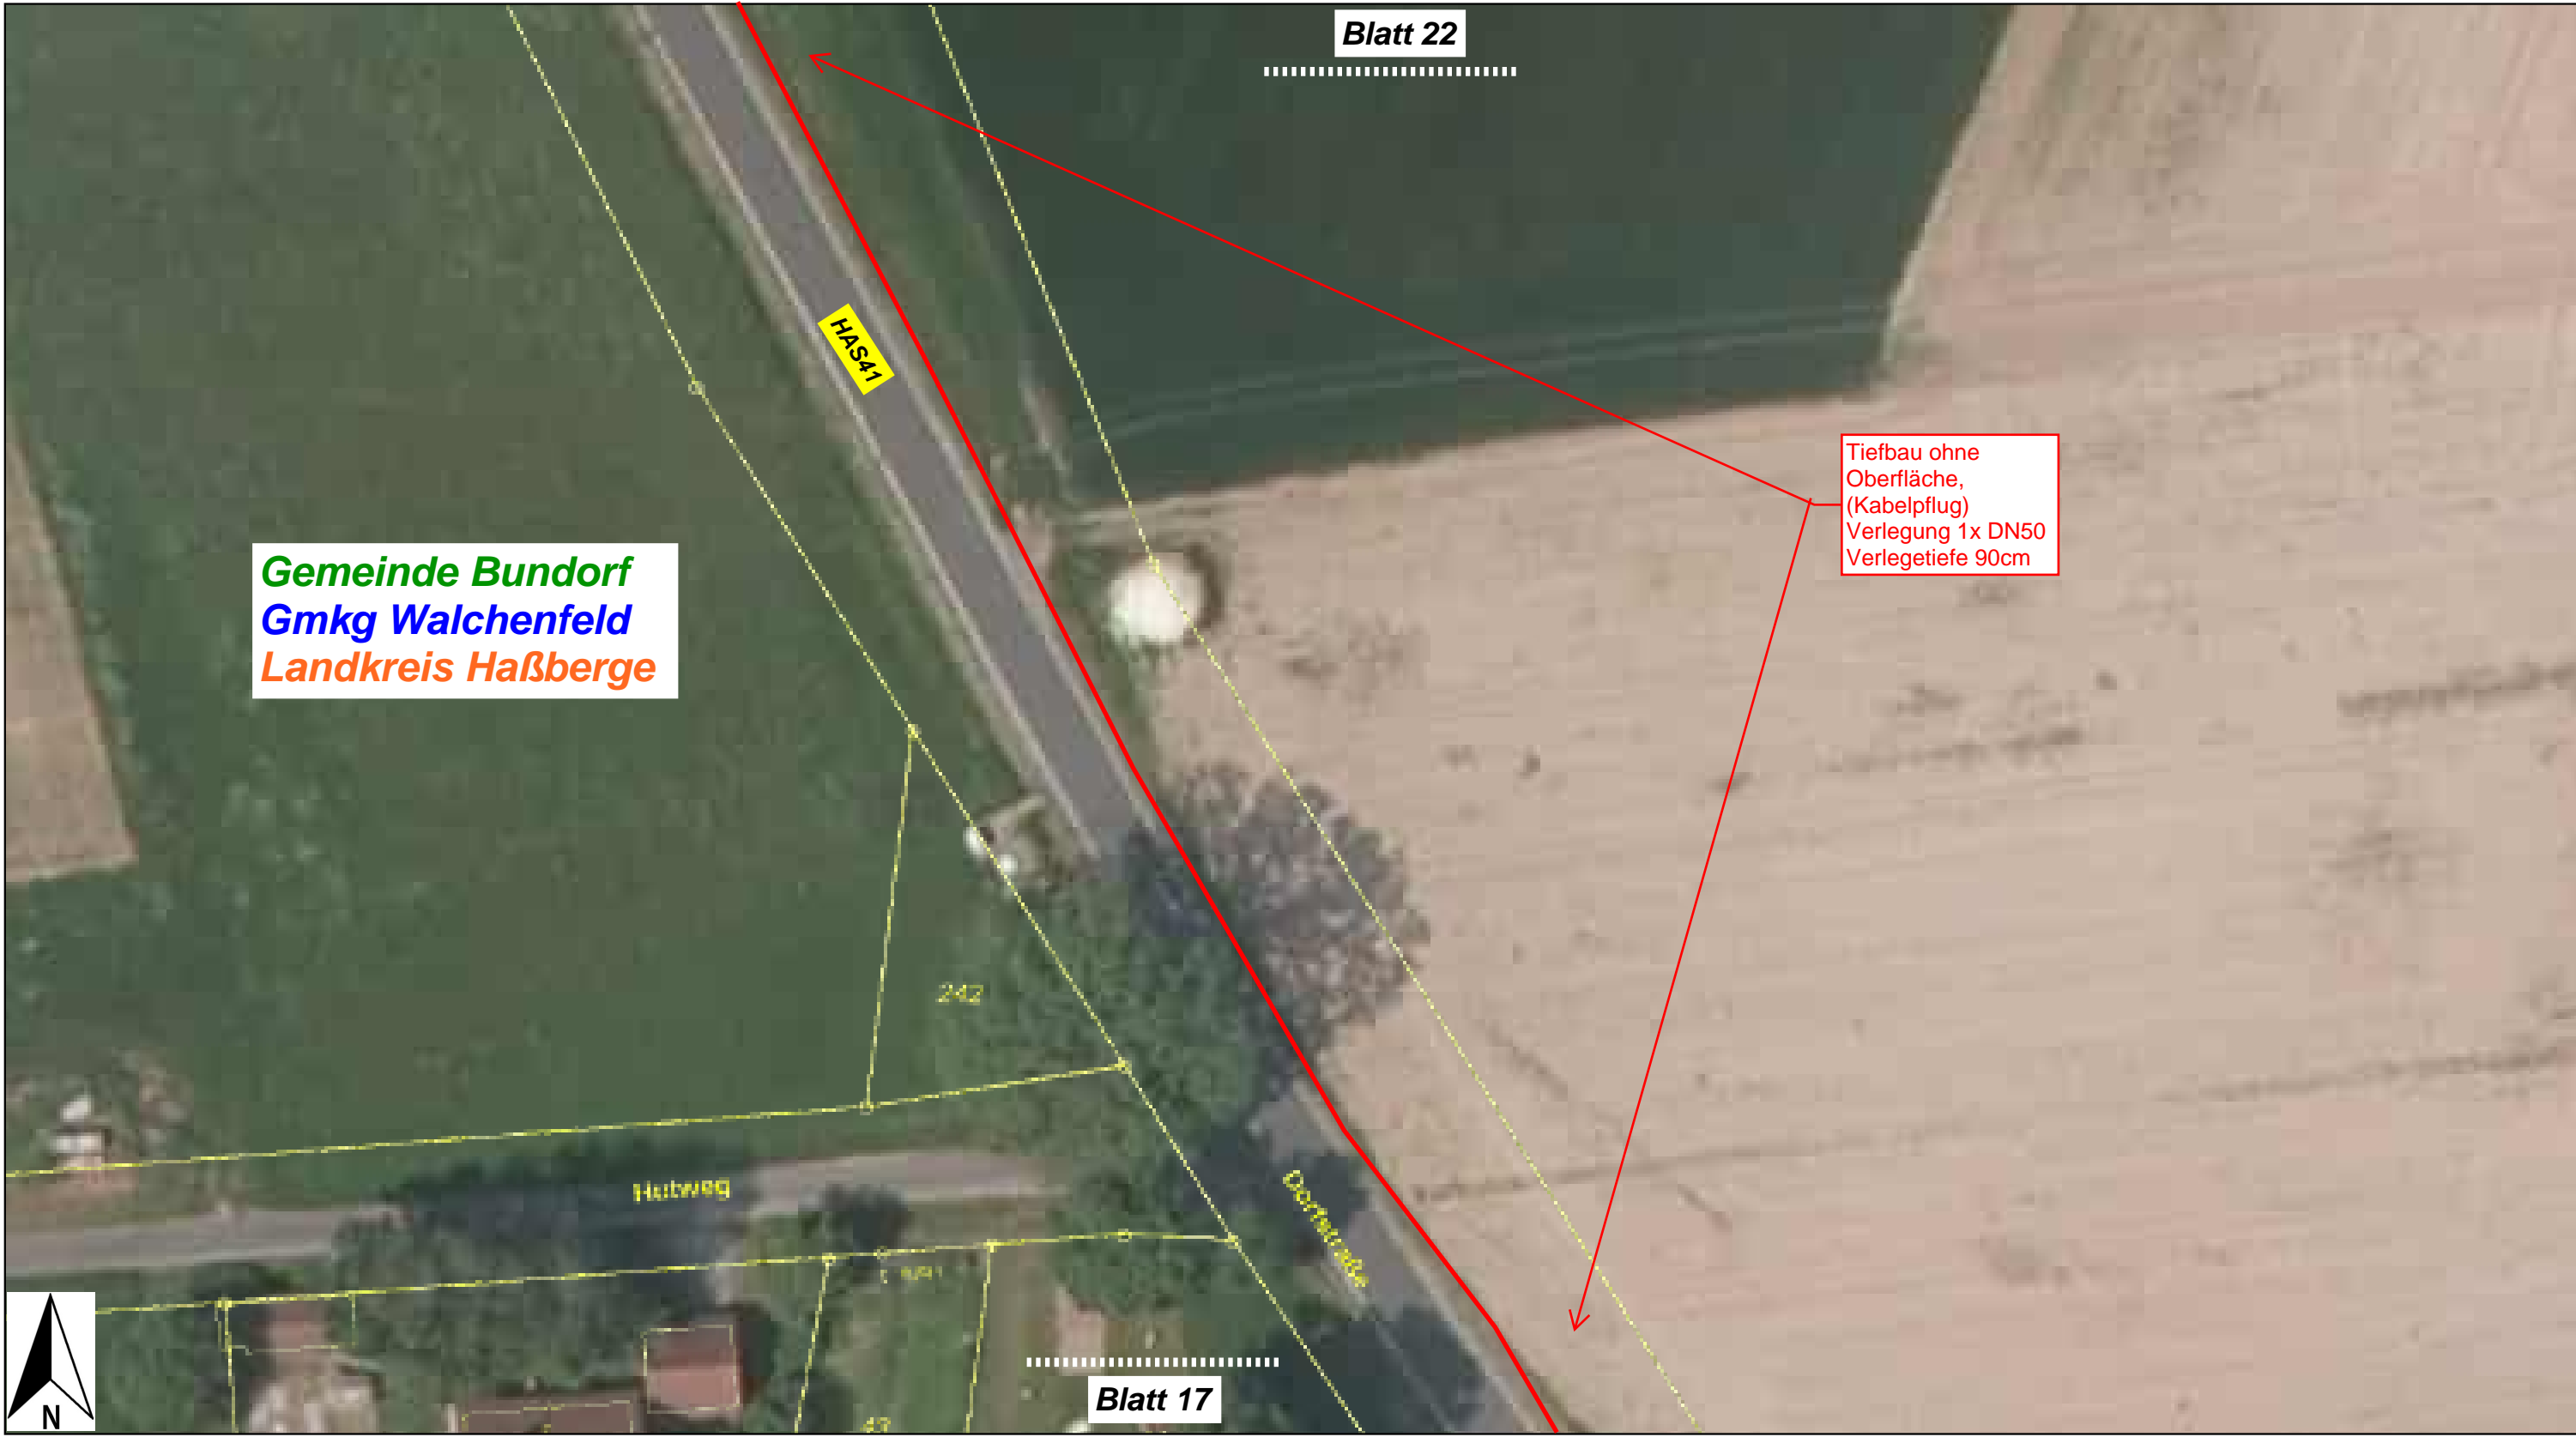 Blatt 22
HAS41
Tiefbau ohne
Oberfläche,
(Kabelpflug)
Verlegung 1x DN50
Verlegetiefe 90cm
Gemeinde Bundorf
Gmkg Walchenfeld
Landkreis Haßberge
242
Hutweg
Dorfstraße
43
Blatt 17
N